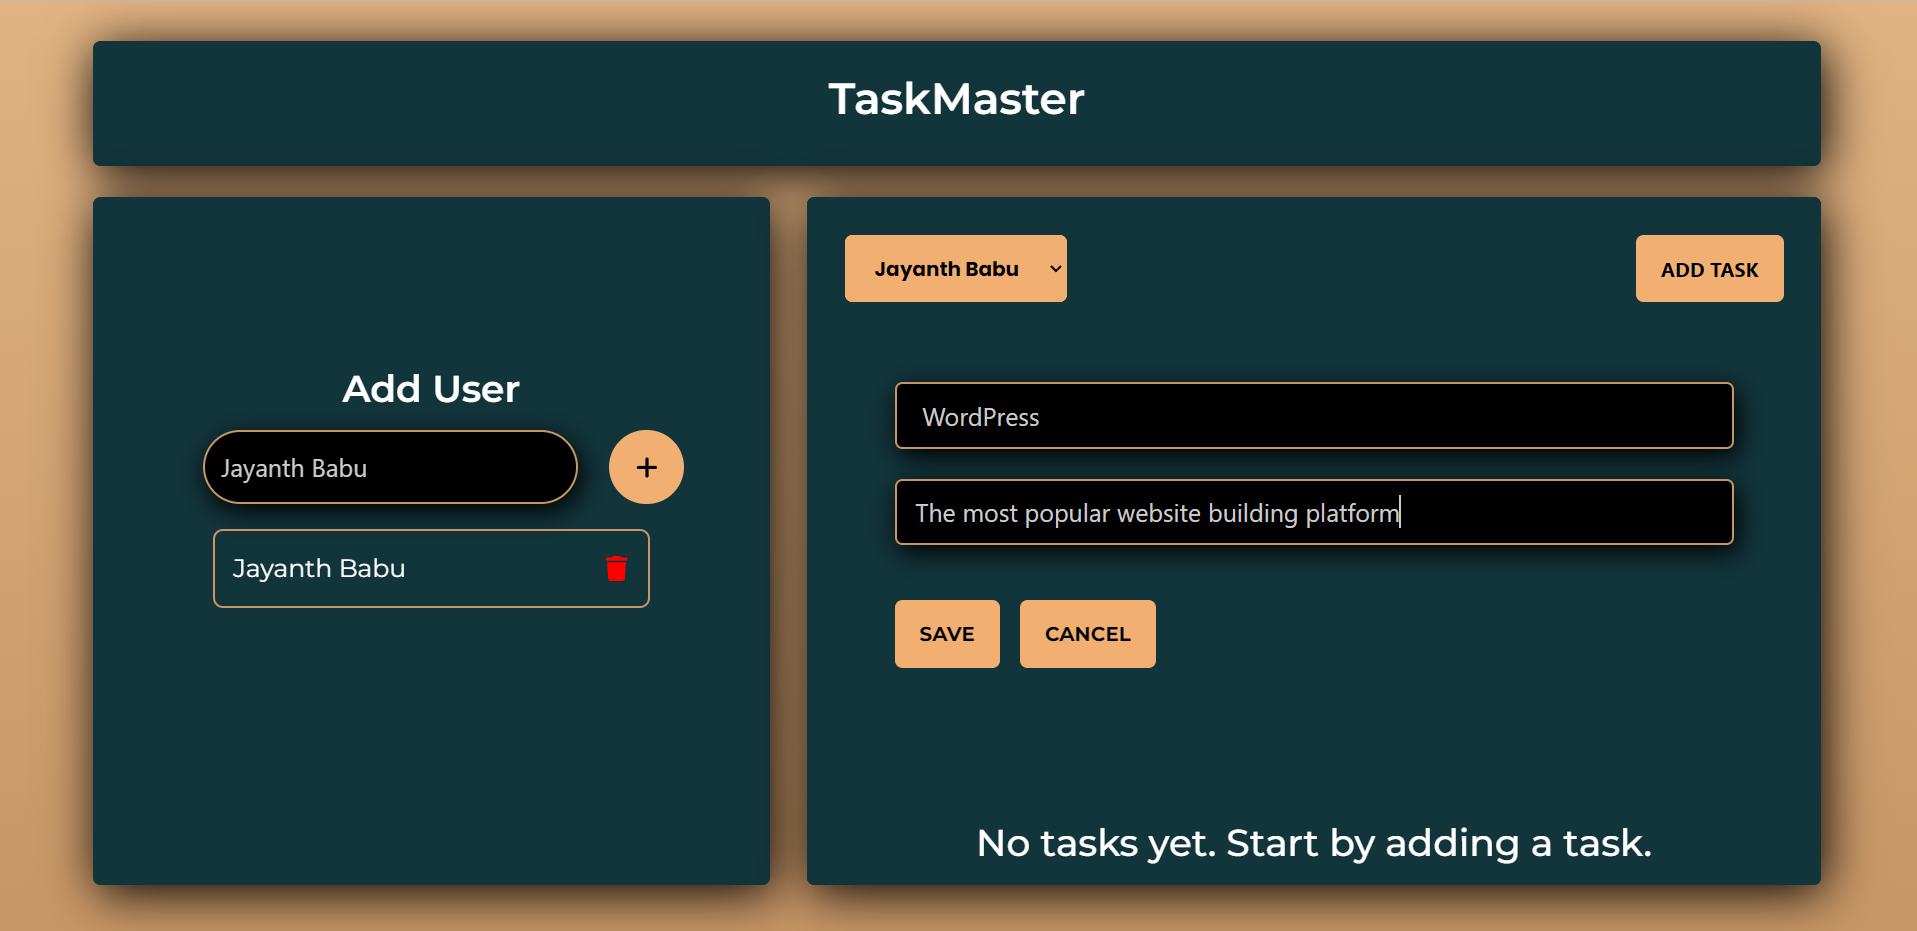 TaskMaster
Add User
Jayanth Babu
Jayanth Babu
Jayanth Babu
ADD TASK
WordPress
The most popular website building platform
SAVE
CANCEL
No tasks yet. Start by adding a task.